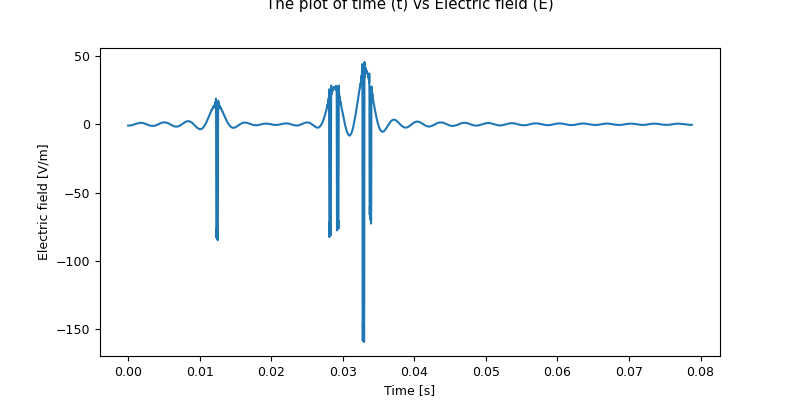 The plot of time (t) vs Electric field (E)
50
0
−50
−100
−150
Electric field [V/m]
0.00 0.01 0.02 0.03 0.04 0.05 0.06 0.07 0.08
Time [s]